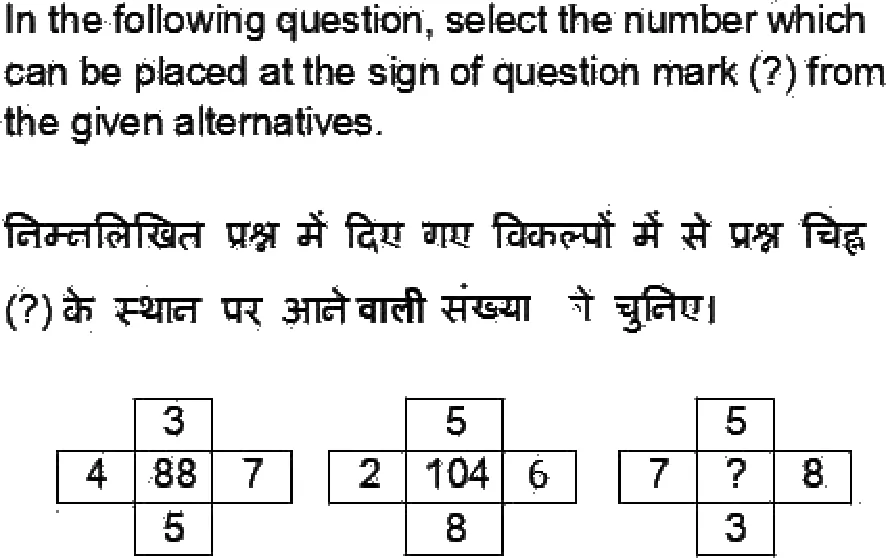 In the following question, select the number which
can be placed at the sign of question mark (?) from
the given alternatives.
निम्नलिखित प्रश्न में दिए गए विकल्पों में से प्रश्न चिह्न
(?) के स्थान पर आने वाली संख्या चुनिए।
3 5 5
4 88 7 2 104 6 7 ? 8
5 8 3